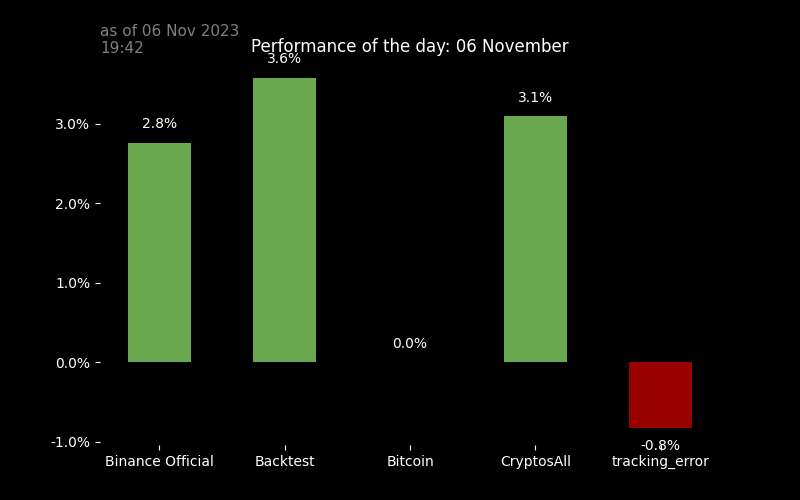 as of 06 Nov 2023
19:42
Performance of the day: 06 November
3.6%
3.1%
3.0%
2.8%
2.0%
1.0%
0.0%
0.0%
-1.0%
-0.8%
Binance Official
Backtest
Bitcoin
CryptosAll
tracking_error